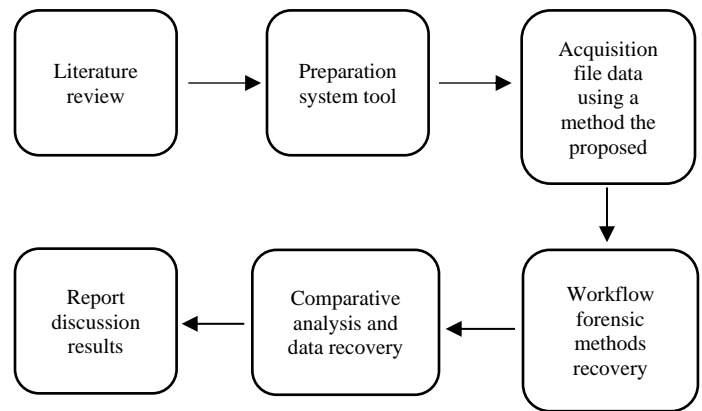 Literature
review
Preparation
system tool
Acquisition
file data
using a
method the
proposed
Workflow
forensic
methods
recovery
Comparative
analysis and
data recovery
Report
discussion
results